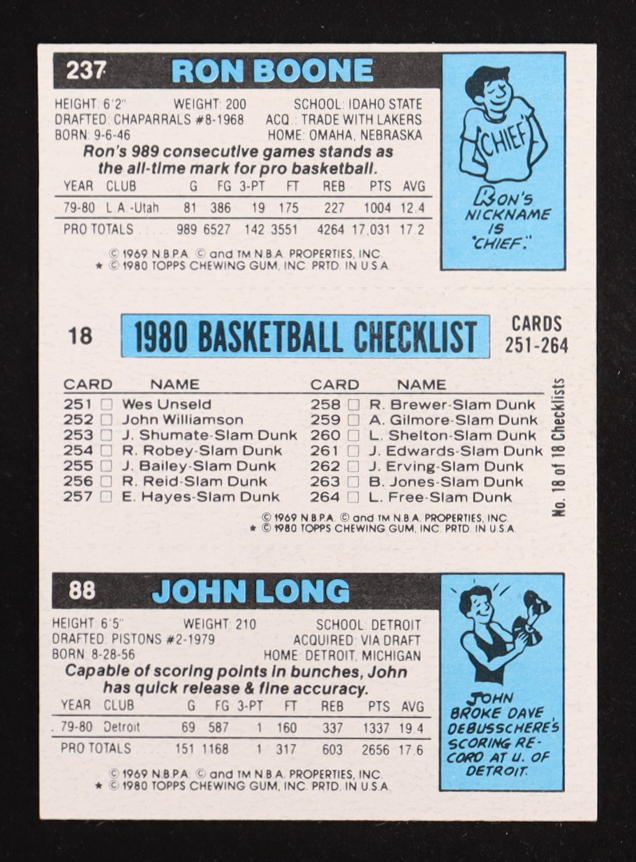 237 RON BOONE
HEIGHT: 6'2" WEIGHT: 200 SCHOOL: IDAHO STATE
DRAFTED: CHAPARRALS #8-1968 ACQ.: TRADE WITH LAKERS
BORN: 9-6-46 HOME: OMAHA, NEBRASKA
Ron's 989 consecutive games stands as
the all-time mark for pro basketball.
YEAR CLUB G FG 3-PT FT REB PTS AVG
79-80 L.A.-Utah 81 386 19 175 227 1004 12.4
PRO TOTALS 989 6527 142 3551 4264 17,031 17.2
© 1969 N.B.P.A. © and TM N.B.A. PROPERTIES, INC.
★ © 1980 TOPPS CHEWING GUM, INC. PRTD. IN U.S.A.
CHIEF
RON'S
NICKNAME
IS
"CHIEF."
18 1980 BASKETBALL CHECKLIST CARDS
251-264
CARD NAME CARD NAME
251 □ Wes Unseld 258 □ R. Brewer-Slam Dunk
252 □ John Williamson 259 □ A. Gilmore-Slam Dunk
253 □ J. Shumate-Slam Dunk 260 □ L. Shelton-Slam Dunk
254 □ R. Robey-Slam Dunk 261 □ J. Edwards-Slam Dunk
255 □ J. Bailey-Slam Dunk 262 □ J. Erving-Slam Dunk
256 □ R. Reid-Slam Dunk 263 □ B. Jones-Slam Dunk
257 □ E. Hayes-Slam Dunk 264 □ L. Free-Slam Dunk
No. 18 of 18 Checklists
© 1969 N.B.P.A. © and TM N.B.A. PROPERTIES, INC.
★ © 1980 TOPPS CHEWING GUM, INC. PRTD. IN U.S.A.
88 JOHN LONG
HEIGHT: 6'5" WEIGHT: 210 SCHOOL: DETROIT
DRAFTED: PISTONS #2-1979 ACQUIRED: VIA DRAFT
BORN: 8-28-56 HOME: DETROIT, MICHIGAN
Capable of scoring points in bunches, John
has quick release & fine accuracy.
YEAR CLUB G FG 3-PT FT REB PTS AVG
79-80 Detroit 69 587 1 160 337 1337 19.4
PRO TOTALS 151 1168 1 317 603 2656 17.6
© 1969 N.B.P.A. © and TM N.B.A. PROPERTIES, INC.
★ © 1980 TOPPS CHEWING GUM, INC. PRTD. IN U.S.A.
JOHN
BROKE DAVE
DEBUSSCHERE'S
SCORING RE-
CORD AT U. OF
DETROIT.